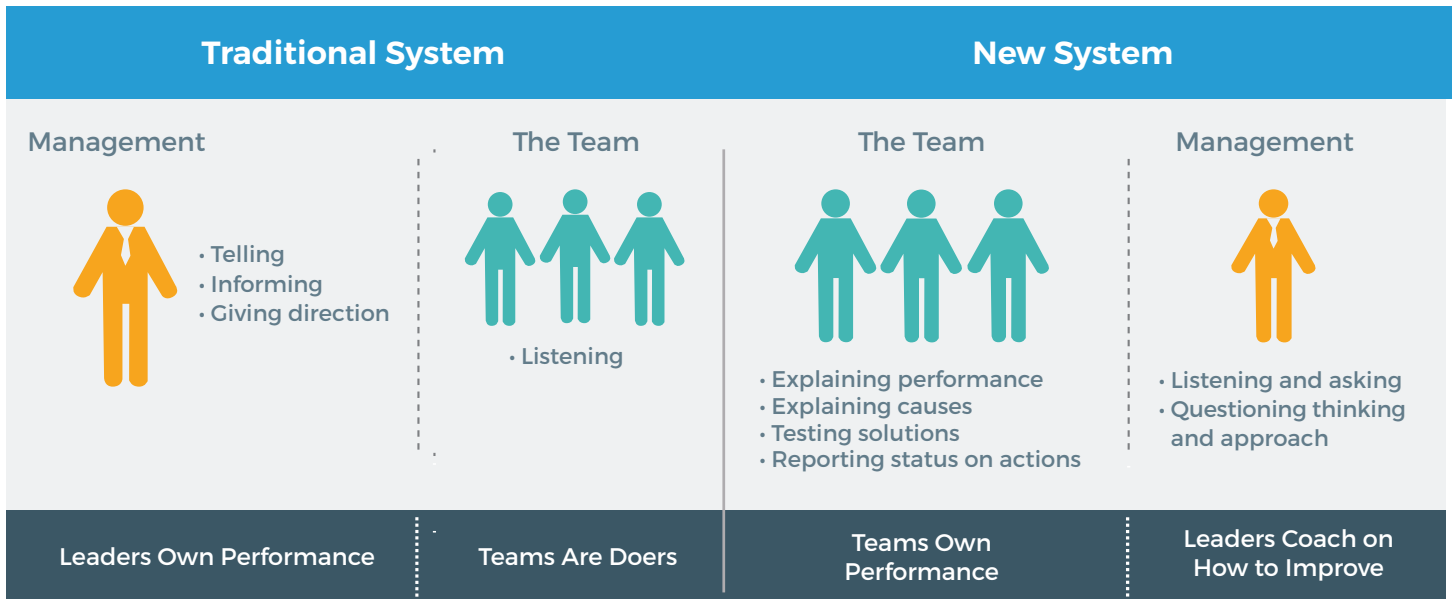 Traditional System
New System
Management
• Telling
• Informing
• Giving direction
The Team
• Listening
The Team
• Explaining performance
• Explaining causes
• Testing solutions
• Reporting status on actions
Management
• Listening and asking
• Questioning thinking
and approach
Leaders Own Performance
Teams Are Doers
Teams Own
Performance
Leaders Coach on
How to Improve